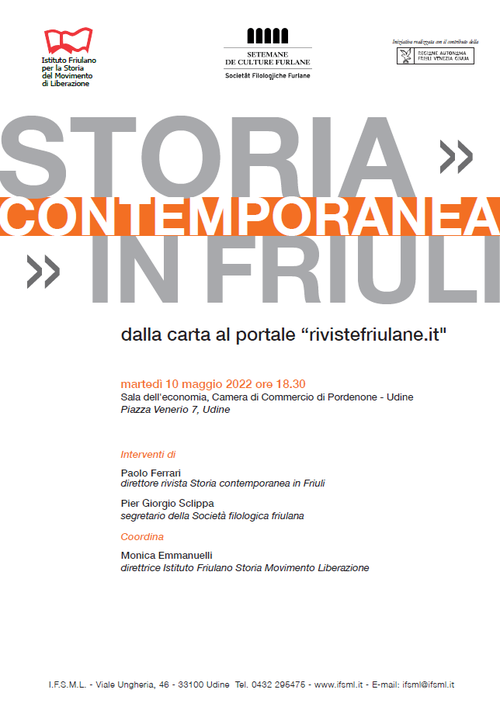 Istituto Friulano
per la Storia
del Movimento
di Liberazione
SETEMANE
DE CULTURE FURLANE
Societât Filologjiche Furlane
Iniziativa realizzata con il contributo della
REGIONE AUTONOMA
FRIULI VENEZIA GIULIA
STORIA »
CONTEMPORANEA
» IN FRIULI
dalla carta al portale “rivistefriulane.it"
martedì 10 maggio 2022 ore 18.30
Sala dell'economia, Camera di Commercio di Pordenone - Udine
Piazza Venerio 7, Udine
Interventi di
Paolo Ferrari
direttore rivista Storia contemporanea in Friuli
Pier Giorgio Sclippa
segretario della Società filologica friulana
Coordina
Monica Emmanuelli
direttrice Istituto Friulano Storia Movimento Liberazione
I.F.S.M.L. - Viale Ungheria, 46 - 33100 Udine Tel. 0432 295475 - www.ifsml.it - E-mail: ifsml@ifsml.it